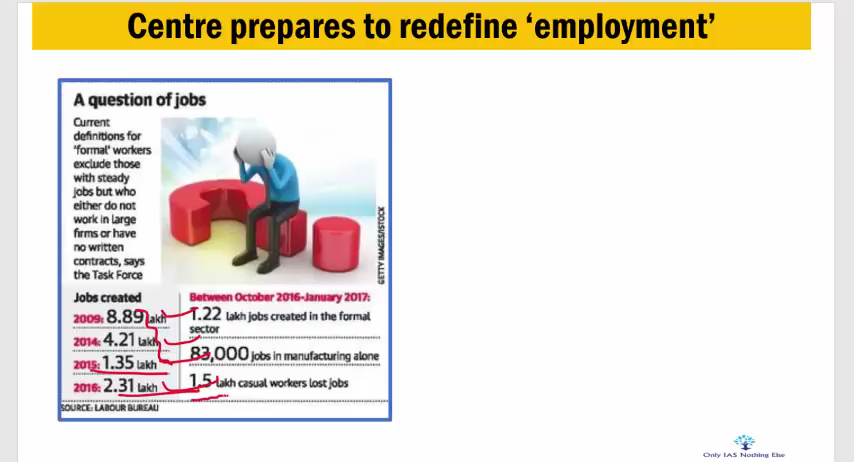 Centre prepares to redefine ‘employment’
A question of jobs
Current
definitions for
‘formal’ workers
exclude those
with steady
jobs but who
either do not
work in large
firms or have
no written
contracts, says
the Task Force
GETTY IMAGES/ISTOCK
Jobs created
2009: 8.89 lakh
2014: 4.21 lakh
2015: 1.35 lakh
2016: 2.31 lakh
Between October 2016-January 2017:
1.22 lakh jobs created in the formal
sector
83,000 jobs in manufacturing alone
1.5 lakh casual workers lost jobs
SOURCE: LABOUR BUREAU
Only IAS Nothing Else